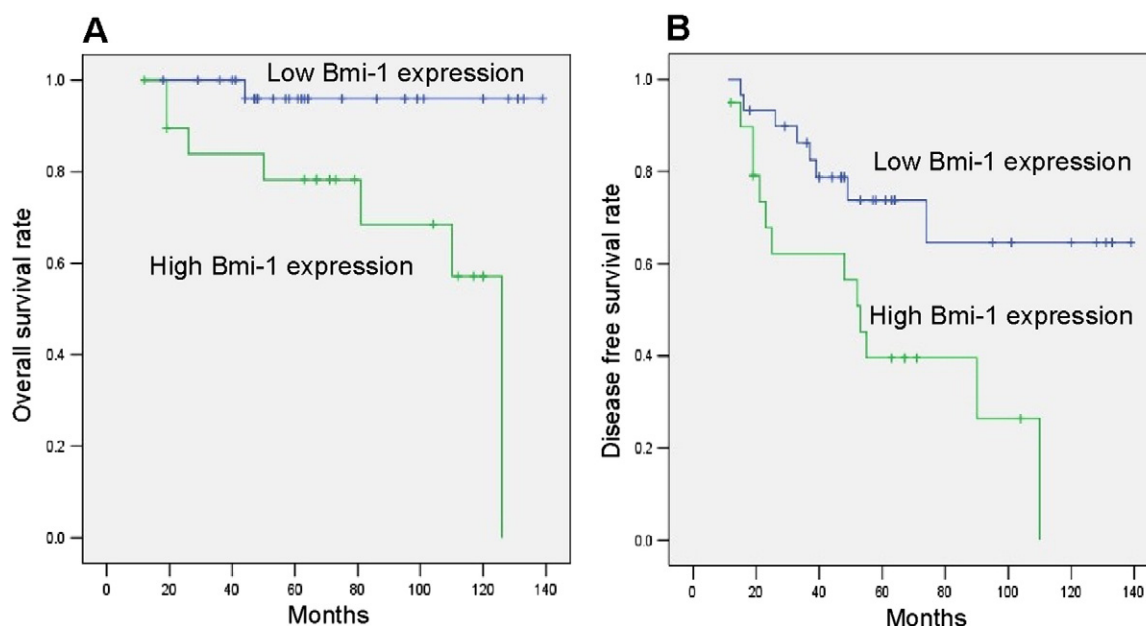 A
Low Bmi-1 expression
High Bmi-1 expression
Overall survival rate
1.0
0.8
0.6
0.4
0.2
0.0
0 20 40 60 80 100 120 140
Months
B
Low Bmi-1 expression
High Bmi-1 expression
Disease free survival rate
1.0
0.8
0.6
0.4
0.2
0.0
0 20 40 60 80 100 120 140
Months